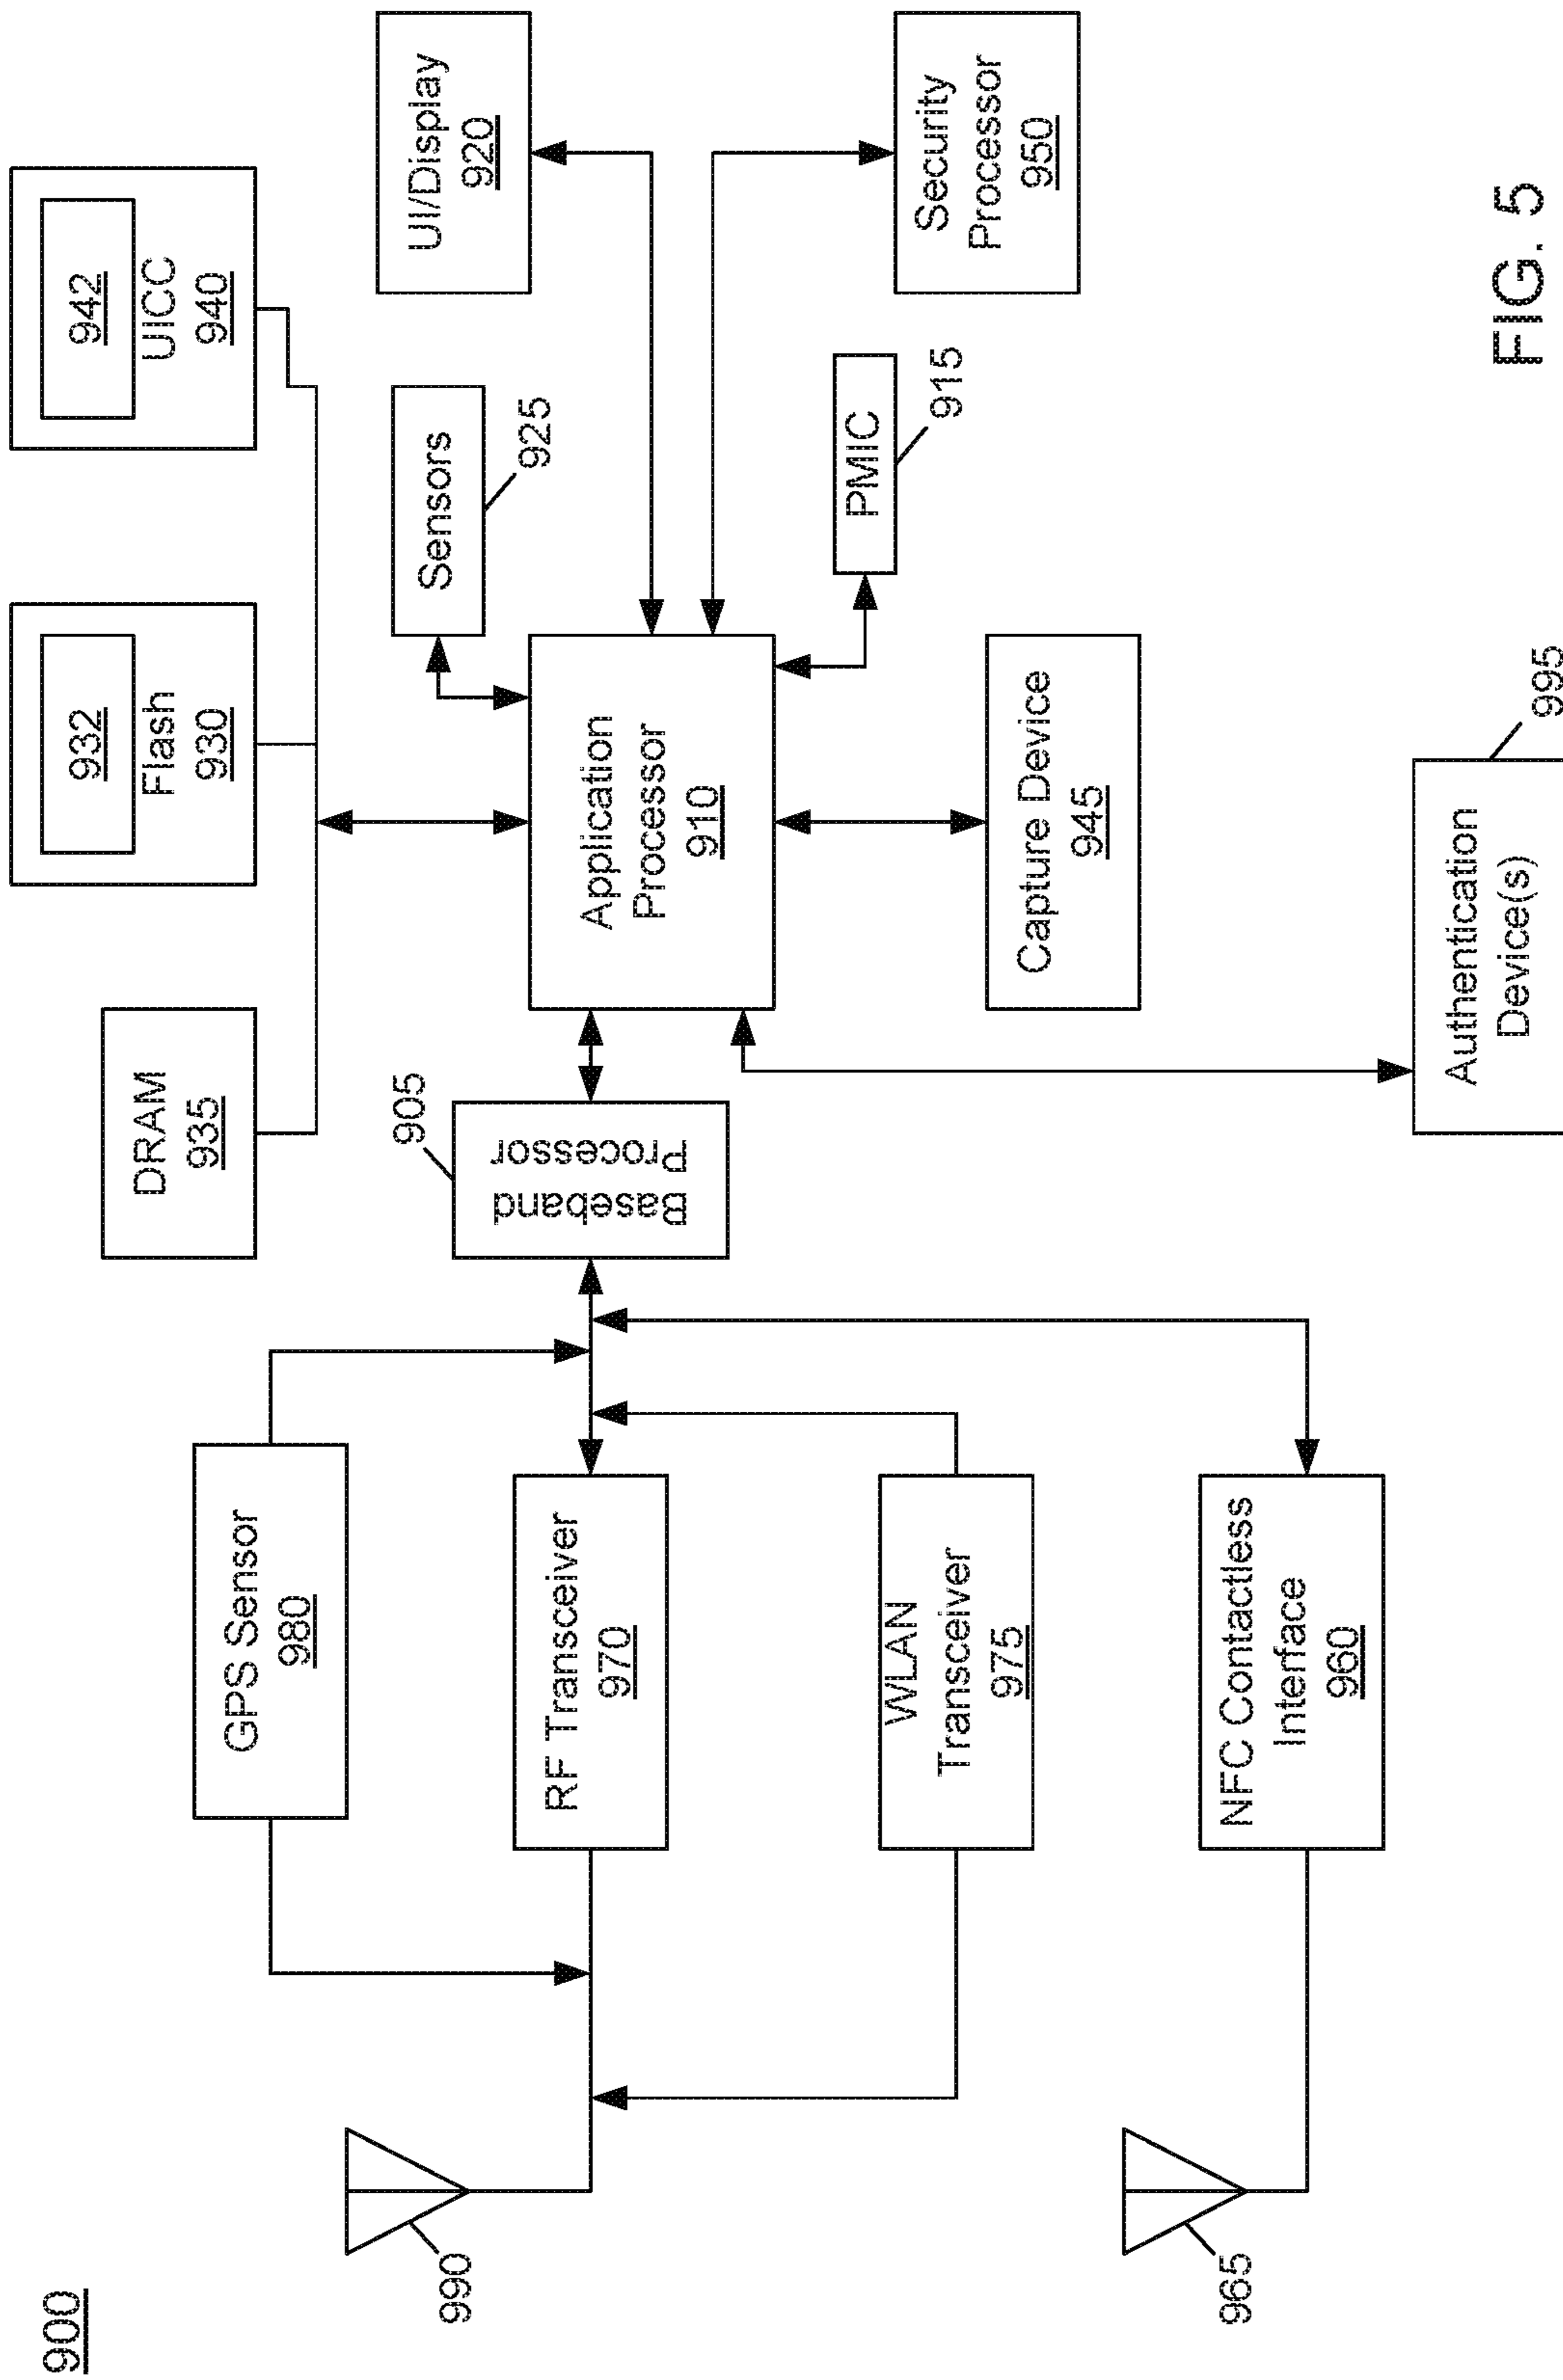 900
DRAM
935
932
Flash
930
942
UICC
940
GPS Sensor
980
Sensors
925
UI/Display
920
990
RF Transceiver
970
905
Baseband
Processor
Application
Processor
910
WLAN
Transceiver
975
PMIC
915
Security
Processor
950
Capture Device
945
965
NFC Contactless
Interface
960
Authentication
Device(s)
995
FIG. 5